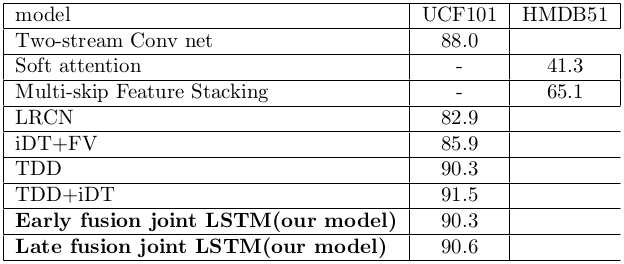 model UCF101 HMDB51
Two-stream Conv net 88.0
Soft attention - 41.3
Multi-skip Feature Stacking - 65.1
LRCN 82.9
iDT+FV 85.9
TDD 90.3
TDD+iDT 91.5
Early fusion joint LSTM(our model) 90.3
Late fusion joint LSTM(our model) 90.6